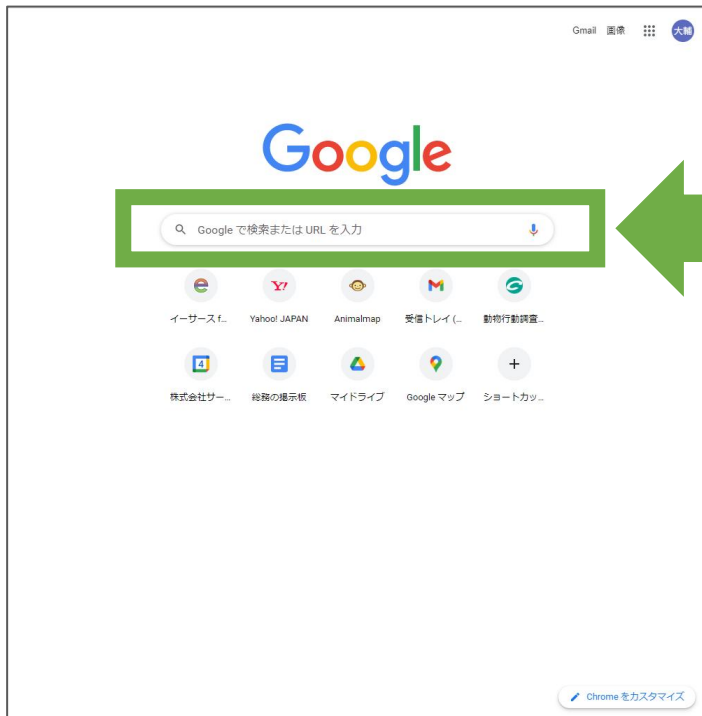 Gmail 画像 大輔
Google
Google で検索または URL を入力
イーサース f... Yahoo! JAPAN Animalmap 受信トレイ (... 動物行動調査...
4
株式会社サー... 総務の掲示板 マイドライブ Google マップ ショートカッ...
Chrome をカスタマイズ